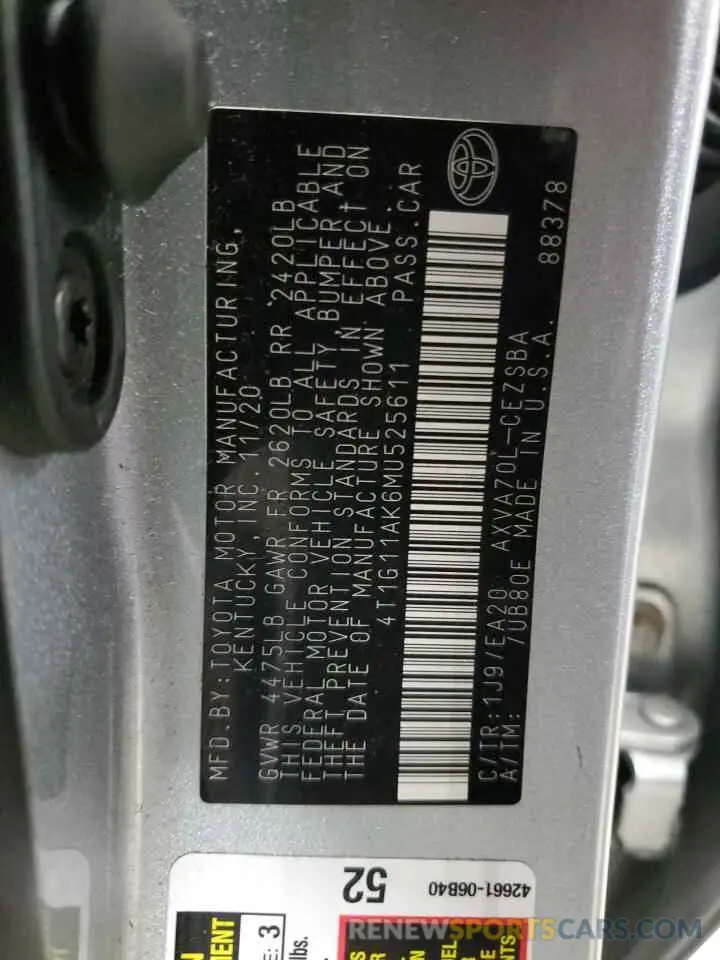 MFD.BY:TOYOTA MOTOR MANUFACTURING,
KENTUCKY,INC. 11/20
GVWR 4475LB GAWR FR 2620LB RR 2420LB
THIS VEHICLE CONFORMS TO ALL APPLICABLE
FEDERAL MOTOR VEHICLE SAFETY, BUMPER AND
THEFT PREVENTION STANDARDS IN EFFECT ON
THE DATE OF MANUFACTURE SHOWN ABOVE.
4T1G11AK6MU525611 PASS.CAR
C/TR:1J9/EA20 AXVA70L-CEZSBA
A/TM: /UB80E MADE IN U.S.A. 88378
52
42661-06B40
3
lbs.
RENEWSPORTSCARS.COM